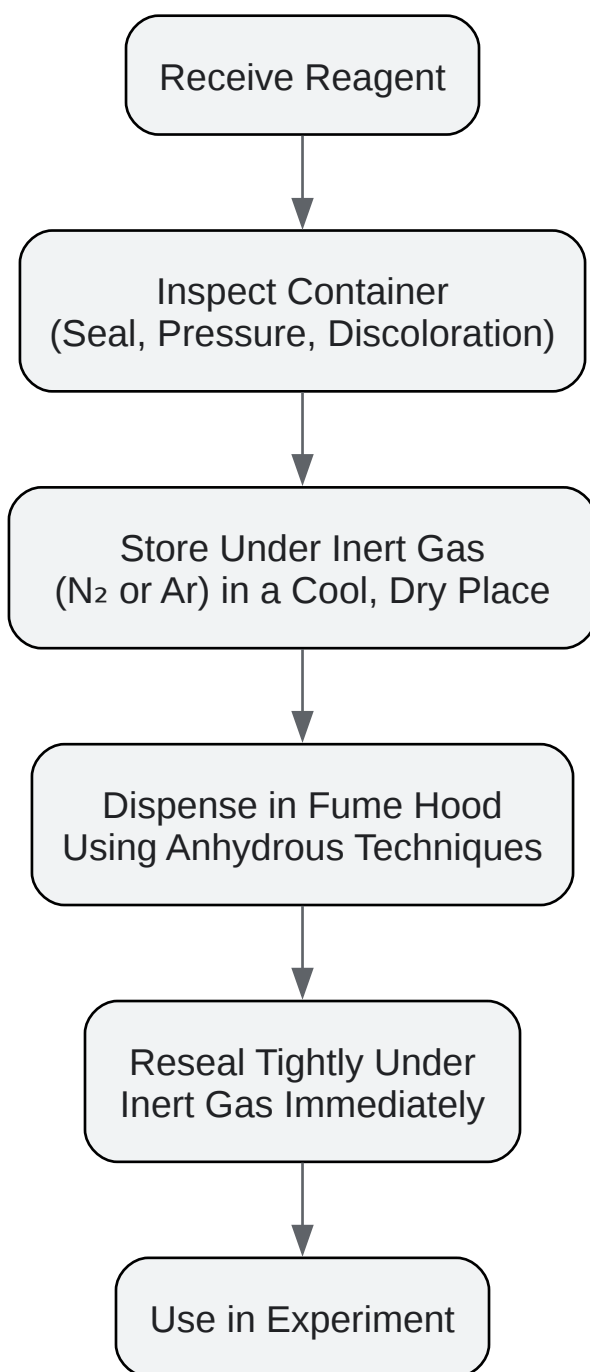 Receive Reagent
Inspect Container
(Seal, Pressure, Discoloration)
Store Under Inert Gas
(N₂ or Ar) in a Cool, Dry Place
Dispense in Fume Hood
Using Anhydrous Techniques
Reseal Tightly Under
Inert Gas Immediately
Use in Experiment